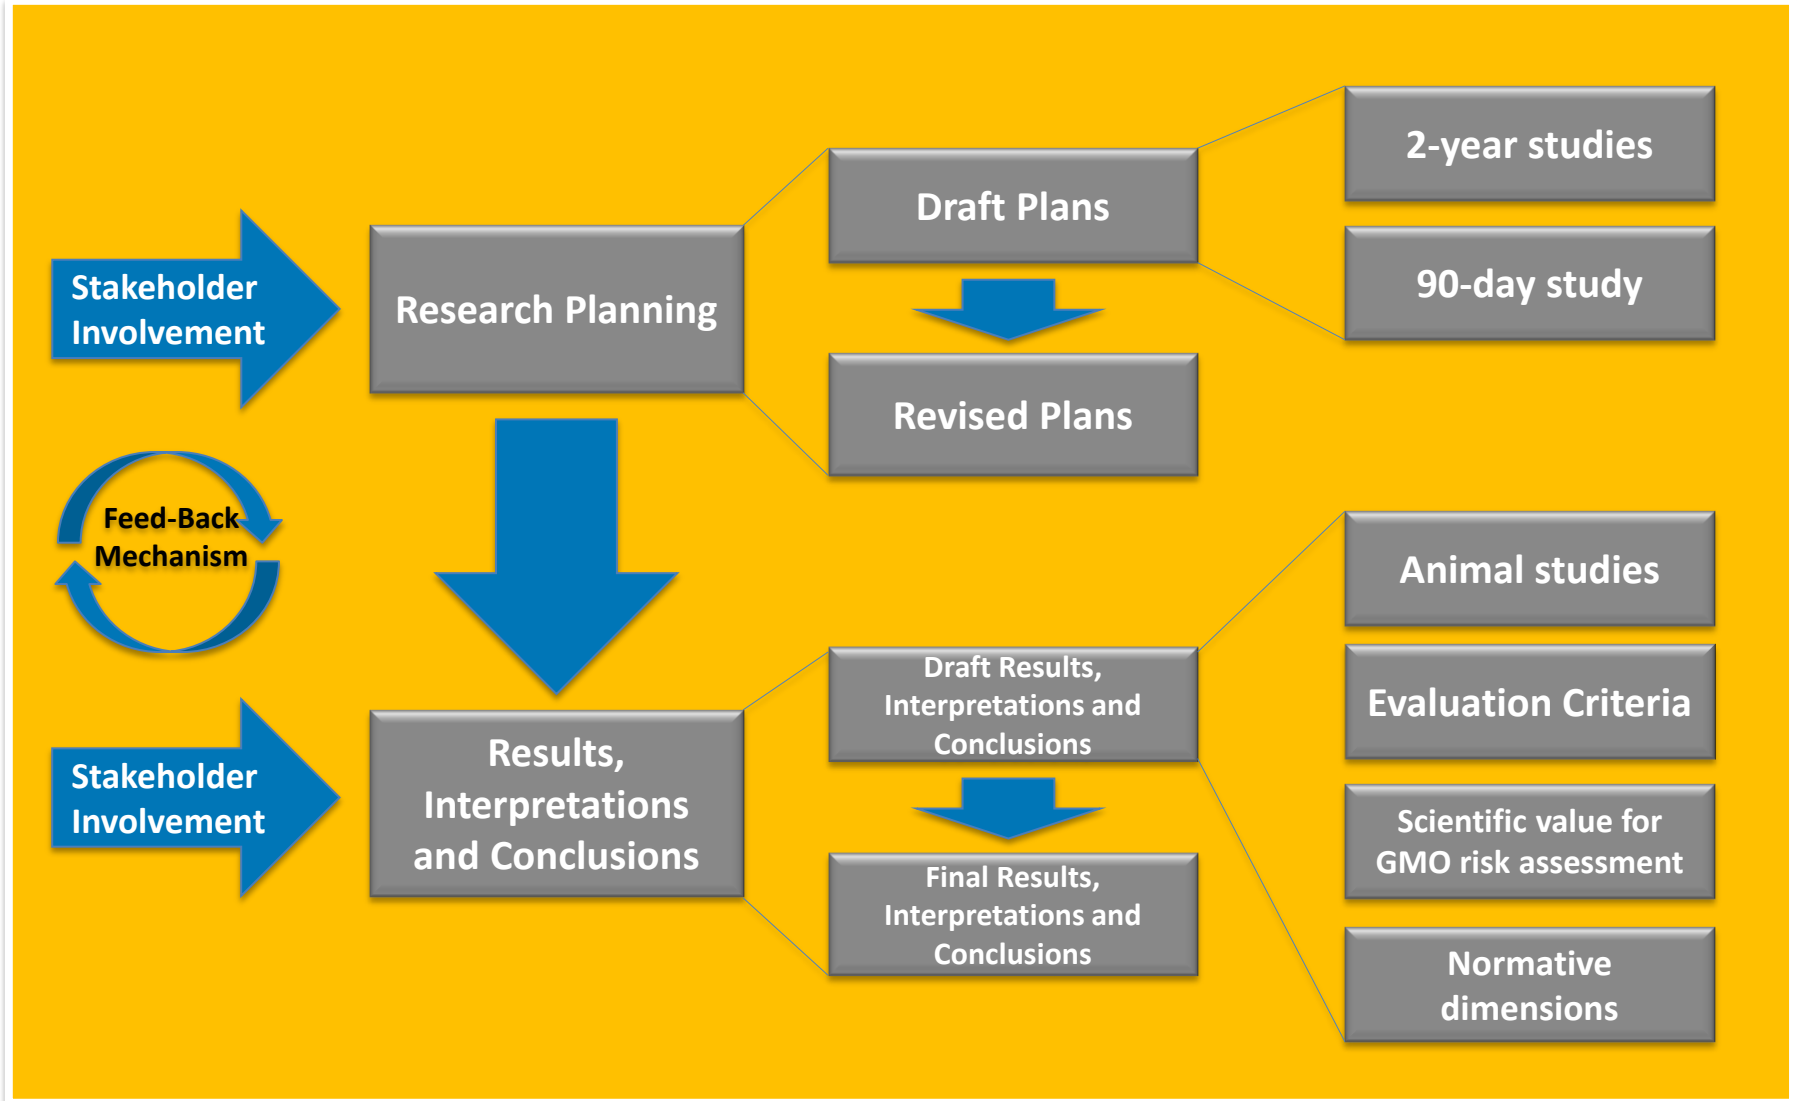 2-year studies
Draft Plans
90-day study
Stakeholder
Involvement
Research Planning
Revised Plans
Feed-Back
Mechanism
Animal studies
Draft Results,
Interpretations and
Conclusions
Evaluation Criteria
Stakeholder
Involvement
Results,
Interpretations
and Conclusions
Scientific value for
GMO risk assessment
Final Results,
Interpretations and
Conclusions
Normative
dimensions